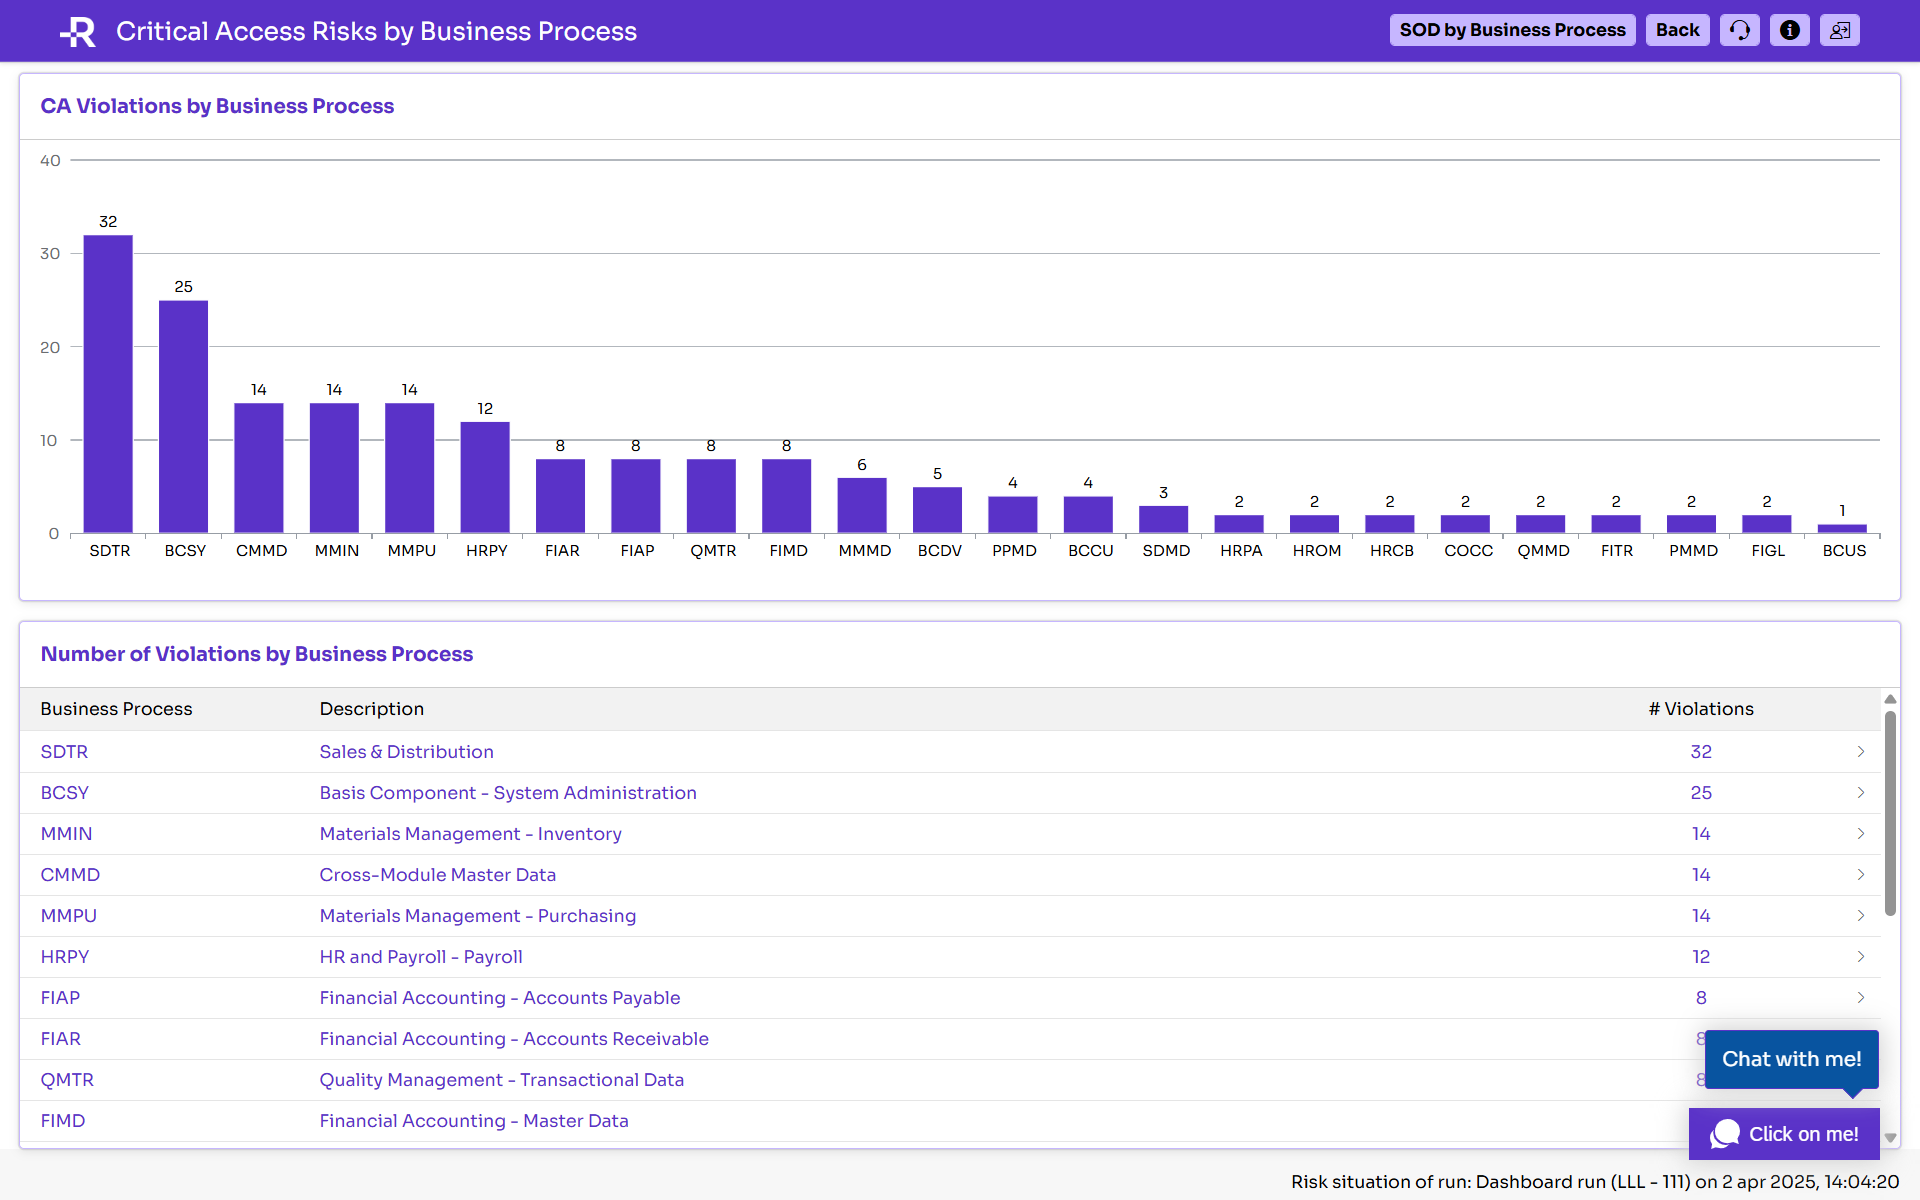 Critical Access Risks by Business Process
SOD by Business Process Back
CA Violations by Business Process
40
30
20
10
0
32 25 14 14 14 12 8 8 8 8 6 5 4 4 3 2 2 2 2 2 2 2 2 1
SDTR BCSY CMMD MMIN MMPU HRPY FIAR FIAP QMTR FIMD MMMD BCDV PPMD BCCU SDMD HRPA HROM HRCB COCC QMMD FITR PMMD FIGL BCUS
Number of Violations by Business Process
Business Process Description # Violations
SDTR Sales & Distribution 32
BCSY Basis Component - System Administration 25
MMIN Materials Management - Inventory 14
CMMD Cross-Module Master Data 14
MMPU Materials Management - Purchasing 14
HRPY HR and Payroll - Payroll 12
FIAP Financial Accounting - Accounts Payable 8
FIAR Financial Accounting - Accounts Receivable 8
QMTR Quality Management - Transactional Data 8
FIMD Financial Accounting - Master Data
Chat with me!
Click on me!
Risk situation of run: Dashboard run (LLL - 111) on 2 apr 2025, 14:04:20